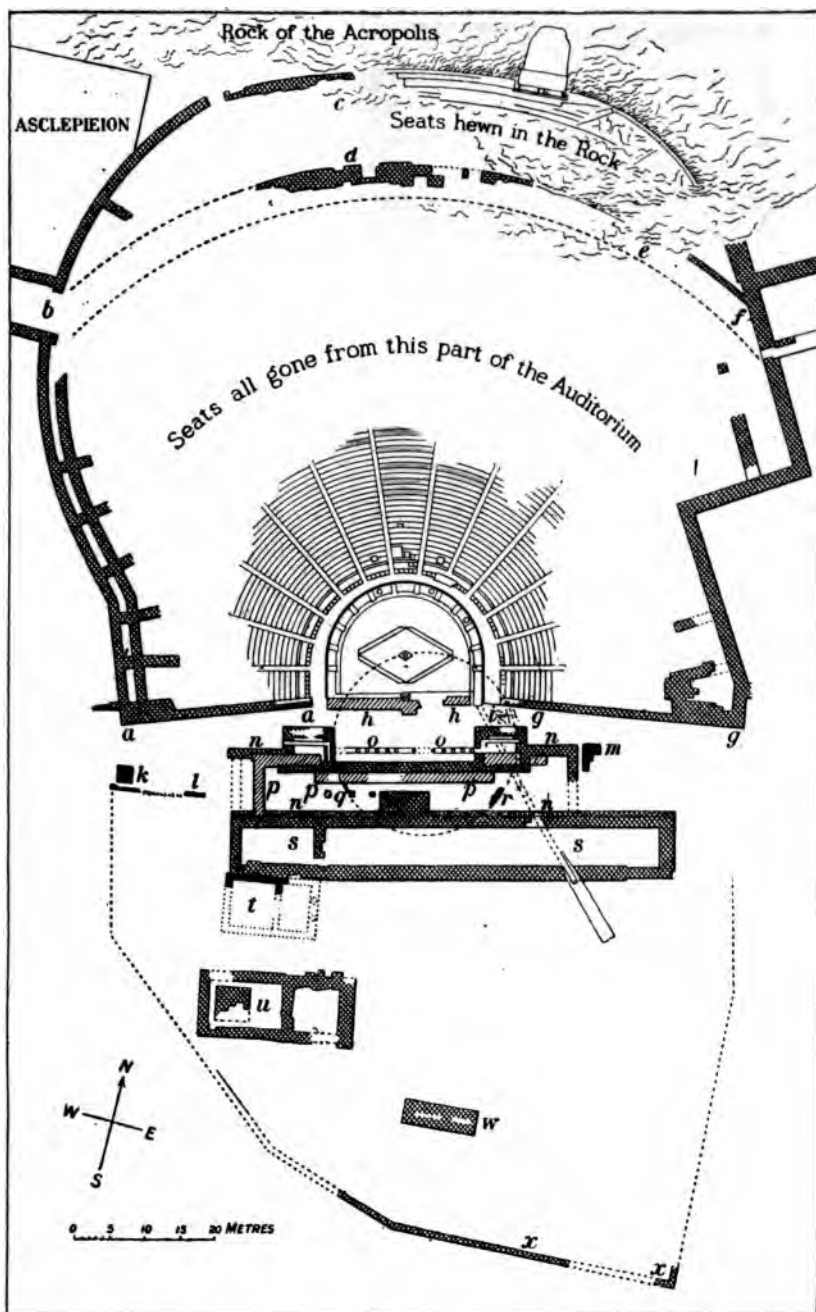 Rock of the Acropolis
ASCLEPIEION
c
Seats hewn in the Rock
d
e
b
f
Seats all gone from this part of the Auditorium
l
a
h
h
i
g
a
g
n
o
o
n
m
k
l
p
p
q
p
r
n
n
s
s
t
u
N
W
E
S
w
0 5 10 15 20 METRES
x
x